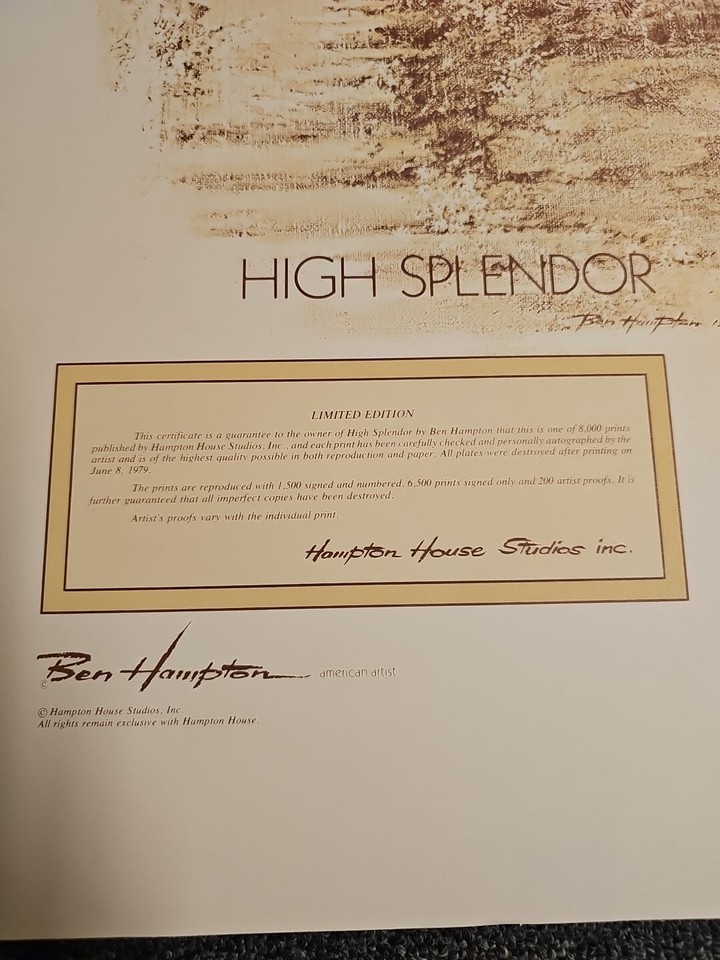 HIGH SPLENDOR
Ben Hampton
LIMITED EDITION
This certificate is a guarantee to the owner of High Splendor by Ben Hampton that this is one of 8,000 prints
published by Hampton House Studios, Inc., and each print has been carefully checked and personally autographed by the
artist and is of the highest quality possible in both reproduction and paper. All plates were destroyed after printing on
June 8, 1979.
The prints are reproduced with 1,500 signed and numbered, 6,500 prints signed only and 200 artist proofs. It is
further guaranteed that all imperfect copies have been destroyed.
Artist's proofs vary with the individual print.
Hampton House Studios inc.
© Ben Hampton american artist
© Hampton House Studios, Inc.
All rights remain exclusive with Hampton House.